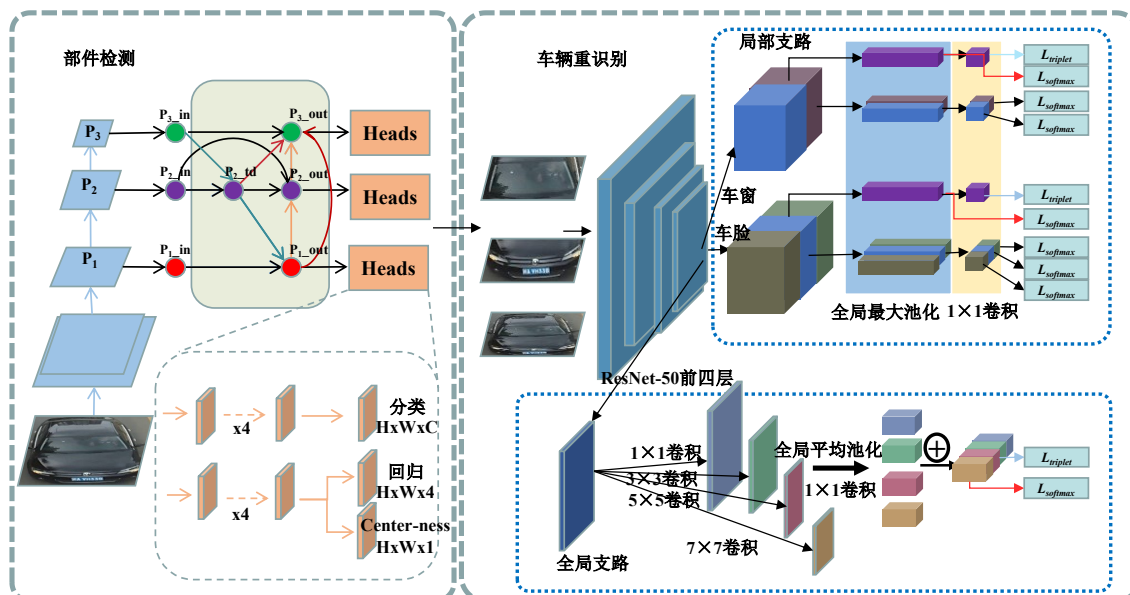 部件检测
P3_in
P3_out
P3
Heads
P2_in
P2_td
P2_out
P2
Heads
P1_in
P1_out
P1
Heads
分类
HxWxC
x4
回归
HxWx4
x4
Center-ness
HxWx1
车辆重识别
局部支路
车窗
车脸
Ltriplet
Lsoftmax
Lsoftmax
Lsoftmax
Ltriplet
Lsoftmax
Lsoftmax
Lsoftmax
Lsoftmax
全局最大池化 1×1卷积
ResNet-50前四层
1×1卷积
3×3卷积
5×5卷积
7×7卷积
全局支路
全局平均池化
1×1卷积
Ltriplet
Lsoftmax